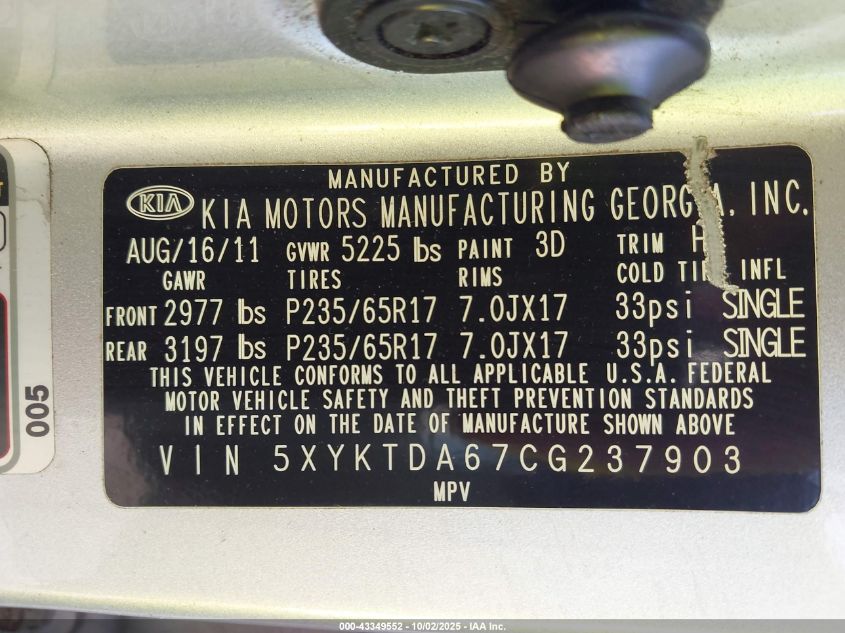 MANUFACTURED BY
KIA KIA MOTORS MANUFACTURING GEORGIA, INC.
AUG/16/11 GVWR 5225 lbs PAINT 3D TRIM
GAWR TIRES RIMS COLD TIRE INFL
FRONT 2977 lbs P235/65R17 7.0JX17 33psi SINGLE
REAR 3197 lbs P235/65R17 7.0JX17 33psi SINGLE
THIS VEHICLE CONFORMS TO ALL APPLICABLE U.S.A. FEDERAL
MOTOR VEHICLE SAFETY AND THEFT PREVENTION STANDARDS
IN EFFECT ON THE DATE OF MANUFACTURE SHOWN ABOVE
VIN 5XYKTDA67CG237903
MPV
005
000-43349552 - 10/02/2025 - IAA Inc.